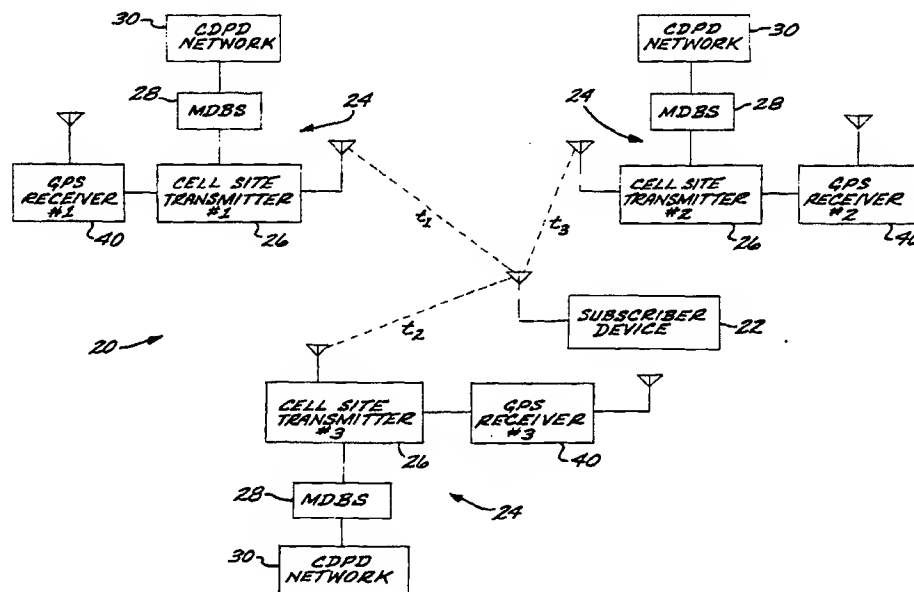 30
CDPD
NETWORK
CDPD
NETWORK
30
28
MDBS
24
24
MDBS
28
GPS
RECEIVER
#1
CELL SITE
TRANSMITTER
#1
CELL SITE
TRANSMITTER
#2
GPS
RECEIVER
#2
40
26
t1
t3
26
40
SUBSCRIBER
DEVICE
22
20
t2
CELL SITE
TRANSMITTER
#3
GPS
RECEIVER
#3
26
40
28
MDBS
24
30
CDPD
NETWORK